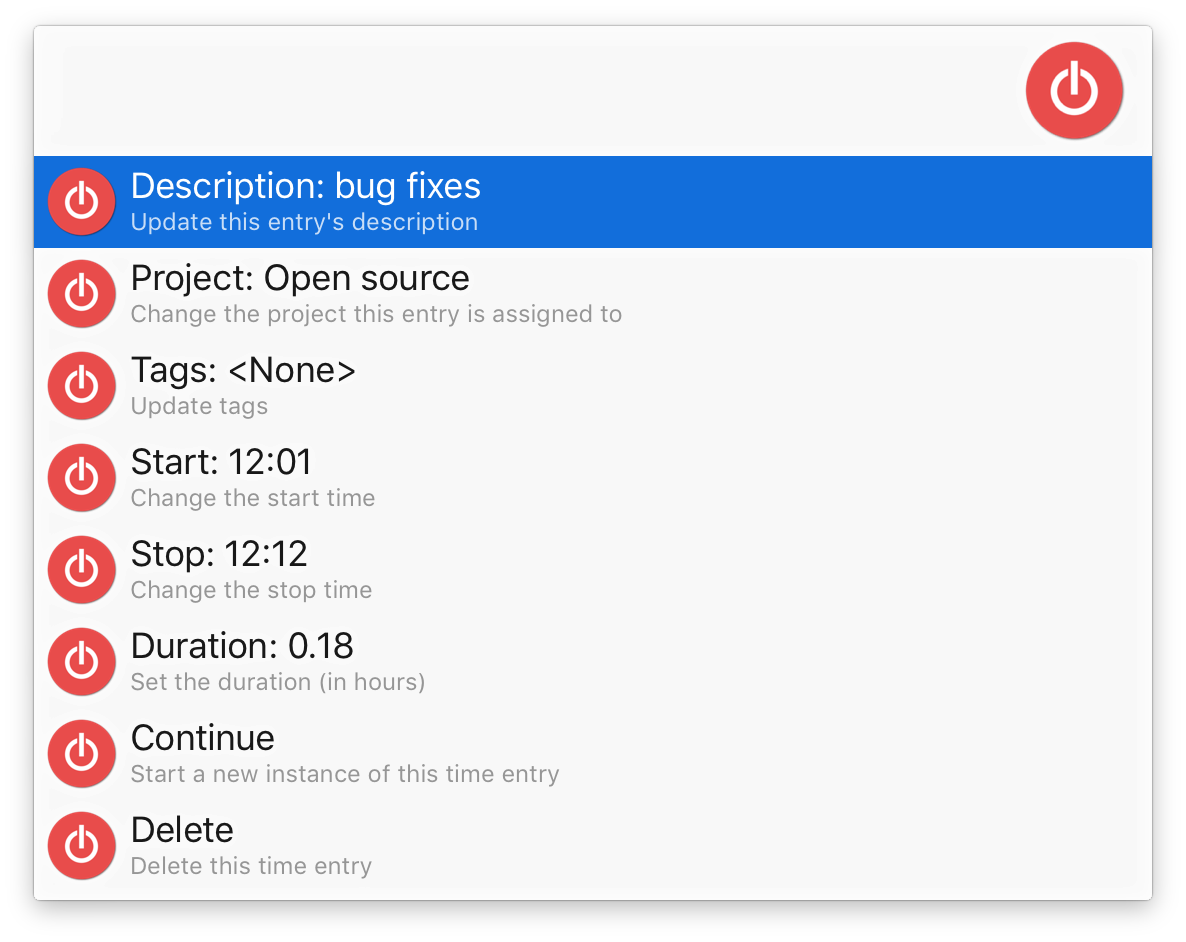 Description: bug fixes
Update this entry's description
Project: Open source
Change the project this entry is assigned to
Tags: <None>
Update tags
Start: 12:01
Change the start time
Stop: 12:12
Change the stop time
Duration: 0.18
Set the duration (in hours)
Continue
Start a new instance of this time entry
Delete
Delete this time entry